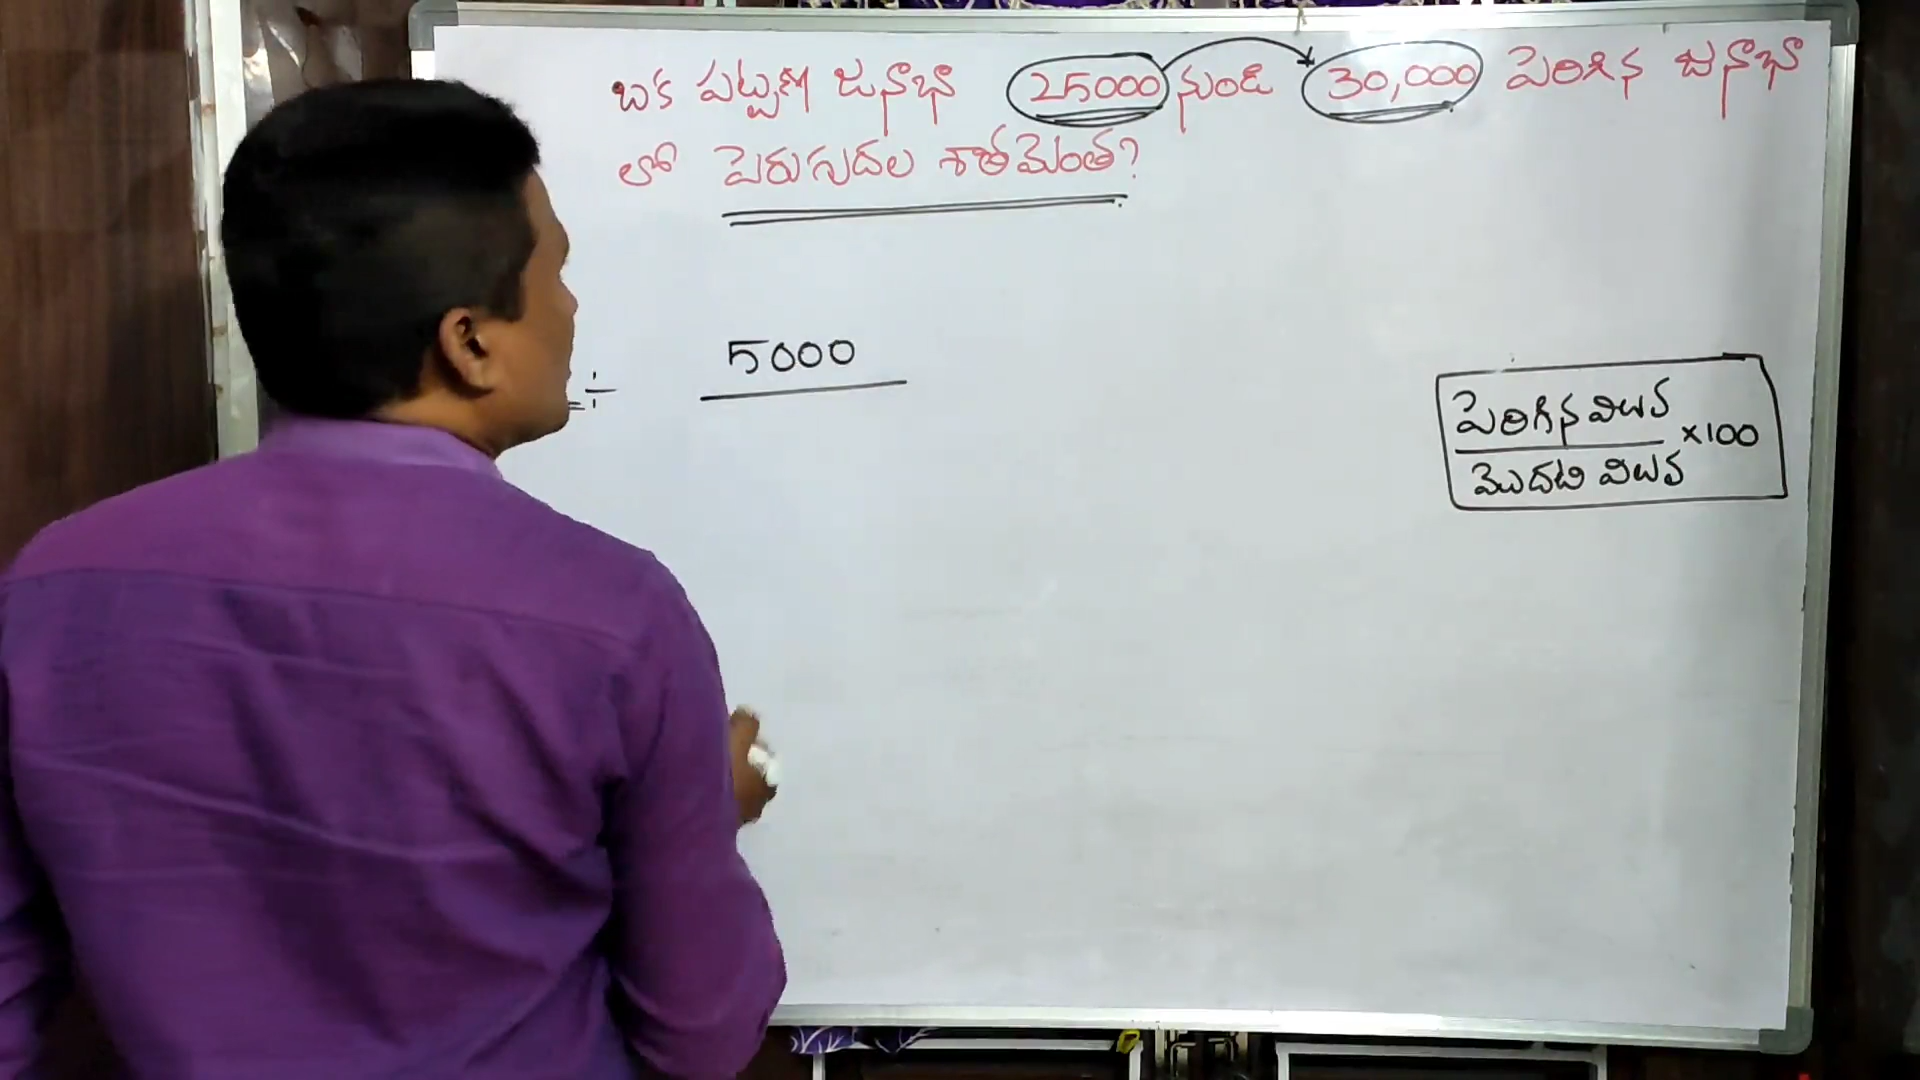 ఒక పట్టణ జనాభా 25000 నుండి 30,000 పెరిగిన జనాభా
లో పెరుగుదల శాతమెంత?
5000
పెరిగిన విలువ
×100
మొదటి విలువ